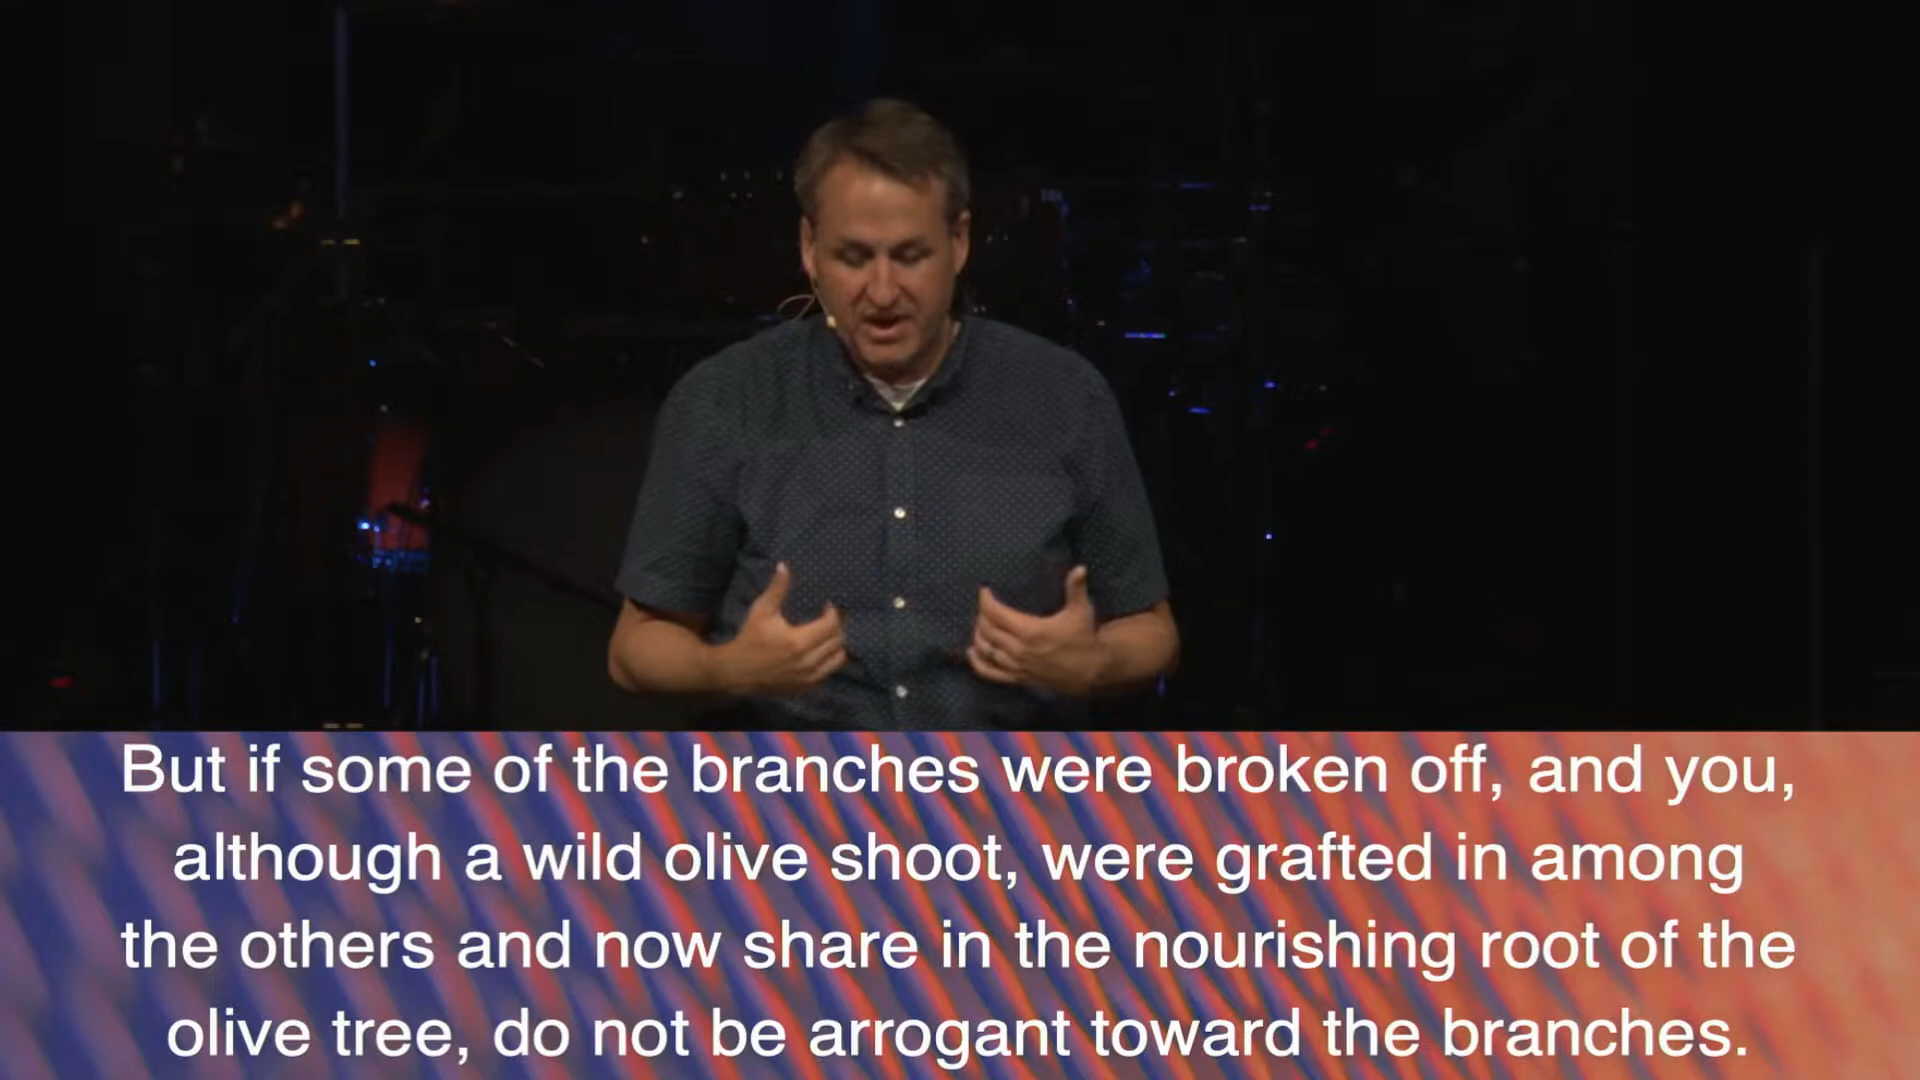 But if some of the branches were broken off, and you,
although a wild olive shoot, were grafted in among
the others and now share in the nourishing root of the
olive tree, do not be arrogant toward the branches.